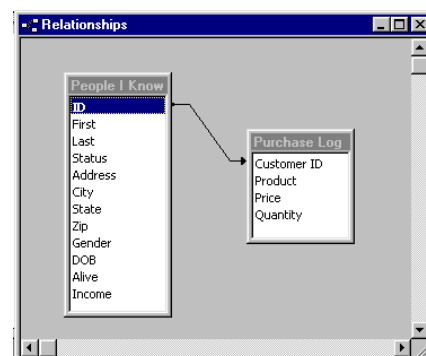 Relationships
People I Know
ID
First
Last
Status
Address
City
State
Zip
Gender
DOB
Alive
Income
Purchase Log
Customer ID
Product
Price
Quantity